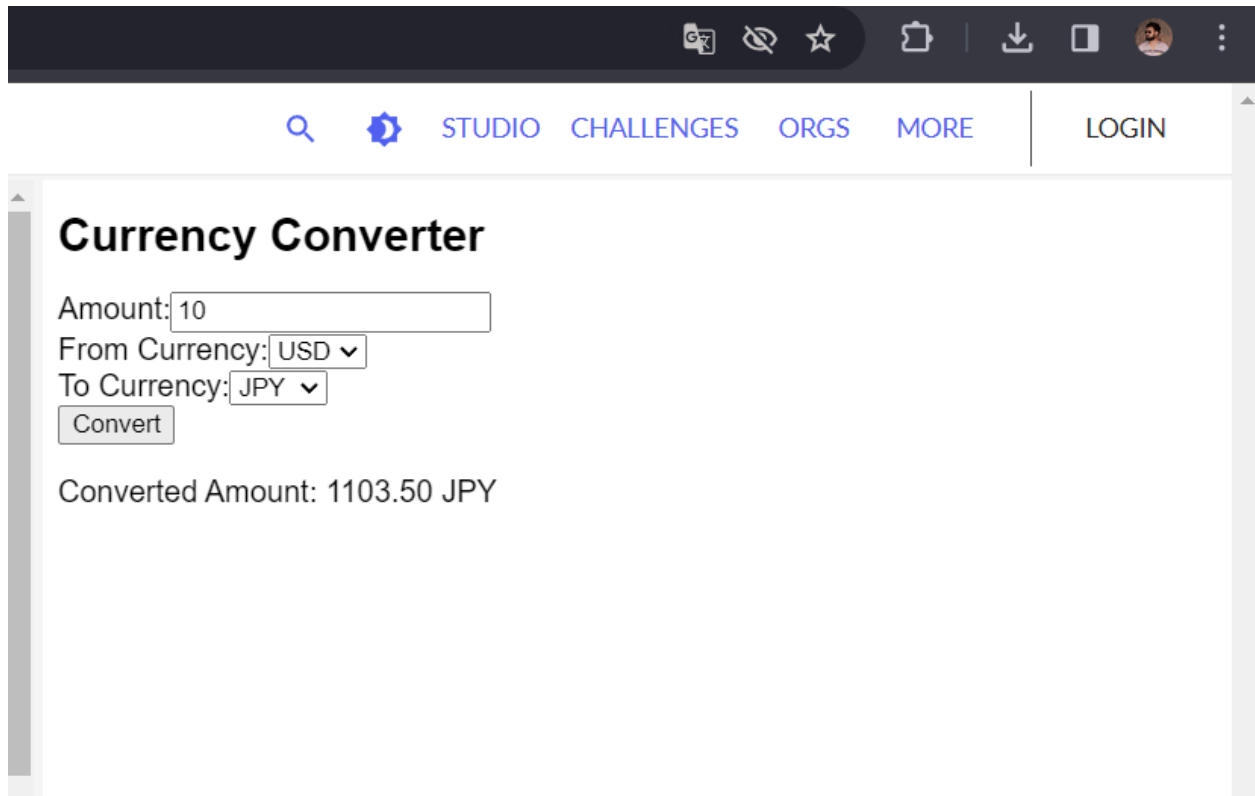 STUDIO CHALLENGES ORGS MORE LOGIN
Currency Converter
Amount: 10
From Currency: USD
To Currency: JPY
Convert
Converted Amount: 1103.50 JPY